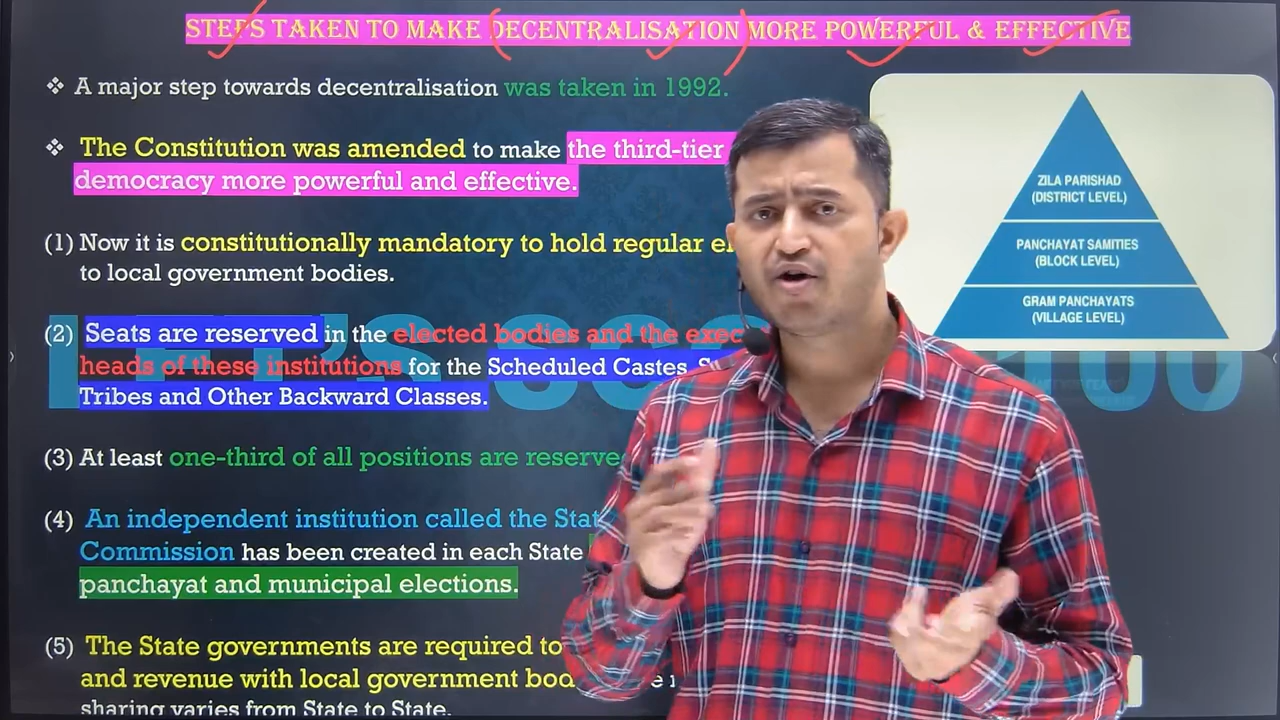 STEPS TAKEN TO MAKE DECENTRALISATION MORE POWERFUL & EFFECTIVE
❖ A major step towards decentralisation was taken in 1992.
❖ The Constitution was amended to make the third-tier
democracy more powerful and effective.
(1) Now it is constitutionally mandatory to hold regular
to local government bodies.
(2) Seats are reserved in the elected bodies and the
heads of these institutions for the Scheduled Castes
Tribes and Other Backward Classes.
(3) At least one-third of all positions are
(4) An independent institution called the
Commission has been created in each State
panchayat and municipal elections.
(5) The State governments are required to
and revenue with local government
sharing varies from State to State.
ZILA PARISHAD
(DISTRICT LEVEL)
PANCHAYAT SAMITIES
(BLOCK LEVEL)
GRAM PANCHAYATS
(VILLAGE LEVEL)
100